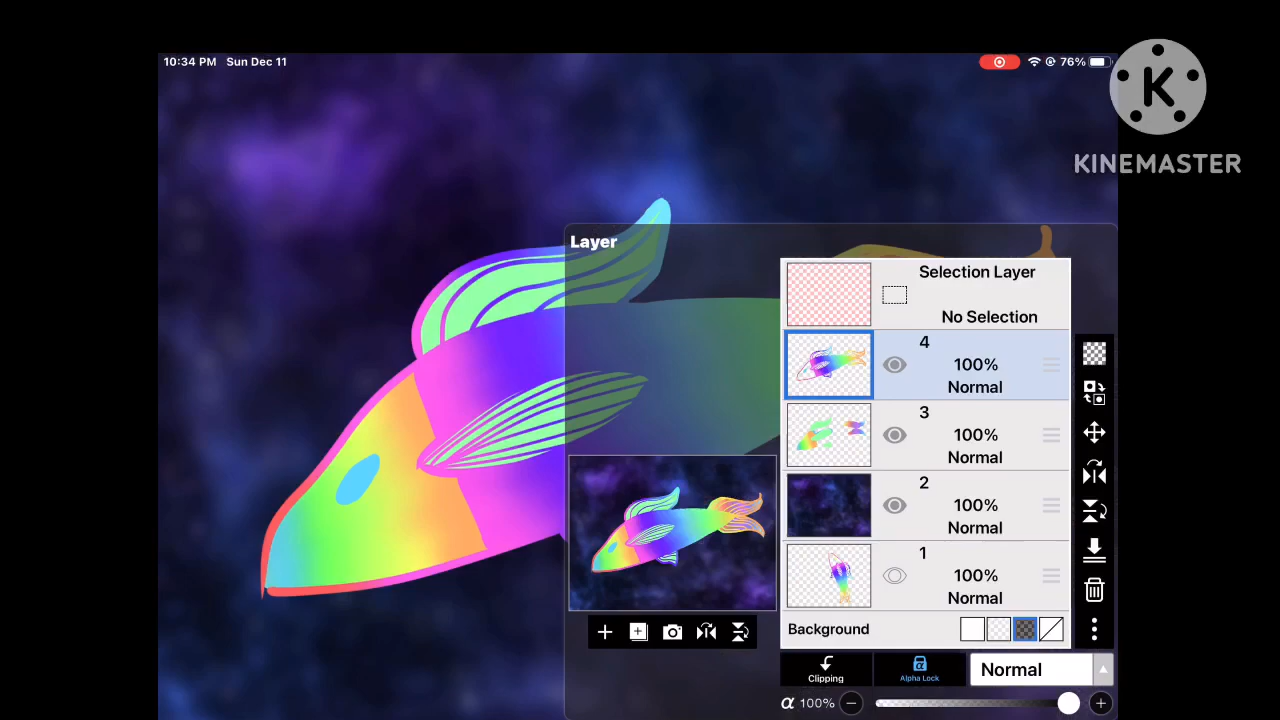 10:34 PM Sun Dec 11
76%
K
KINEMASTER
Layer
Selection Layer
No Selection
4
100%
Normal
3
100%
Normal
2
100%
Normal
1
100%
Normal
Background
Clipping
α
Alpha Lock
Normal
α 100%